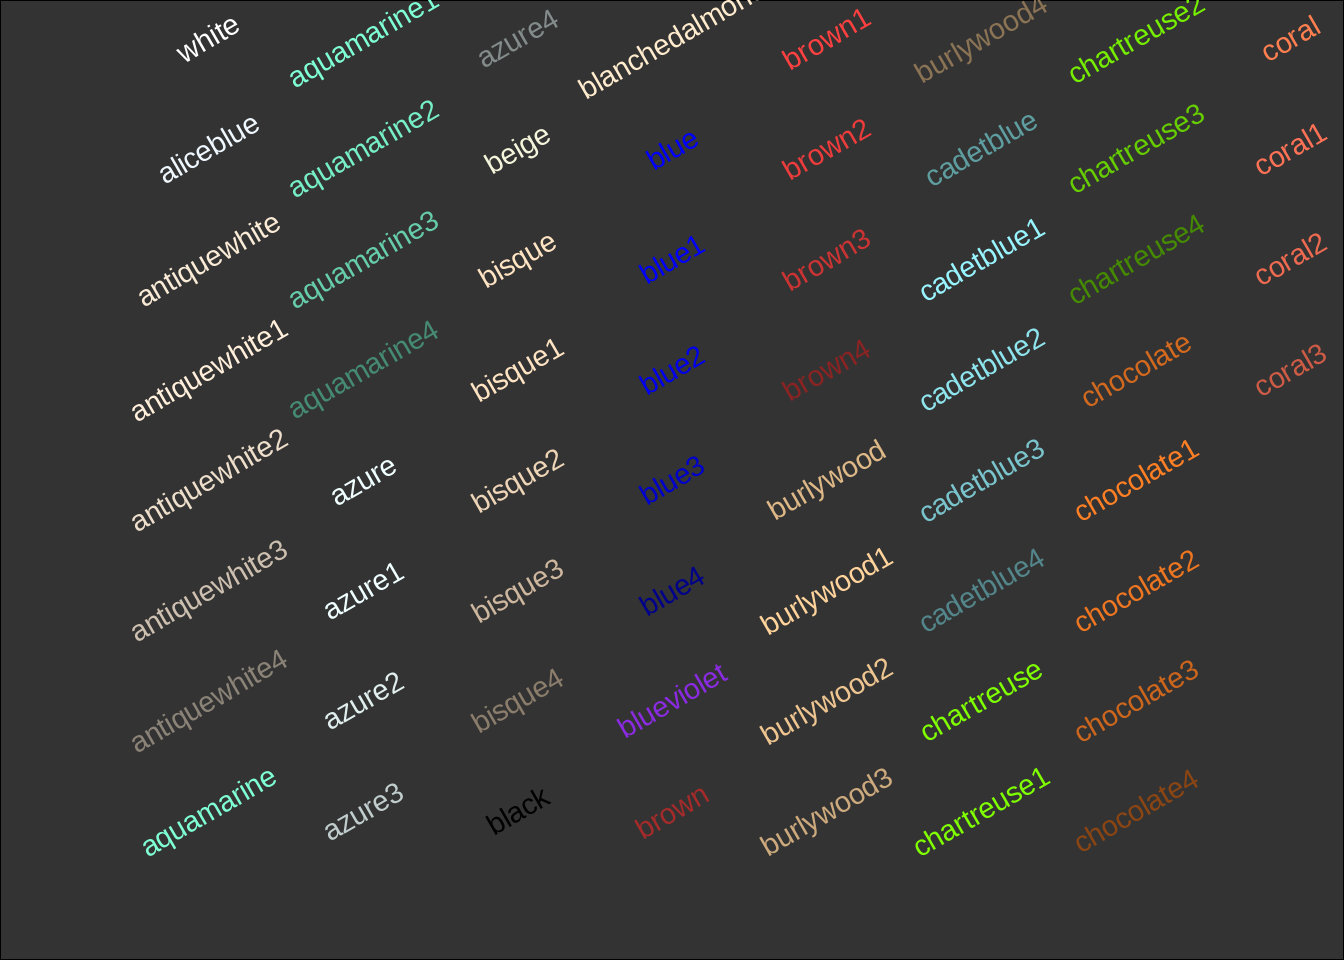 white
aliceblue
antiquewhite
antiquewhite1
antiquewhite2
antiquewhite3
antiquewhite4
aquamarine
aquamarine1
aquamarine2
aquamarine3
aquamarine4
azure
azure1
azure2
azure3
azure4
beige
bisque
bisque1
bisque2
bisque3
bisque4
black
blanchedalmon
blue
blue1
blue2
blue3
blue4
blueviolet
brown
brown1
brown2
brown3
brown4
burlywood
burlywood1
burlywood2
burlywood3
burlywood4
cadetblue
cadetblue1
cadetblue2
cadetblue3
cadetblue4
chartreuse
chartreuse1
chartreuse2
chartreuse3
chartreuse4
chocolate
chocolate1
chocolate2
chocolate3
chocolate4
coral
coral1
coral2
coral3